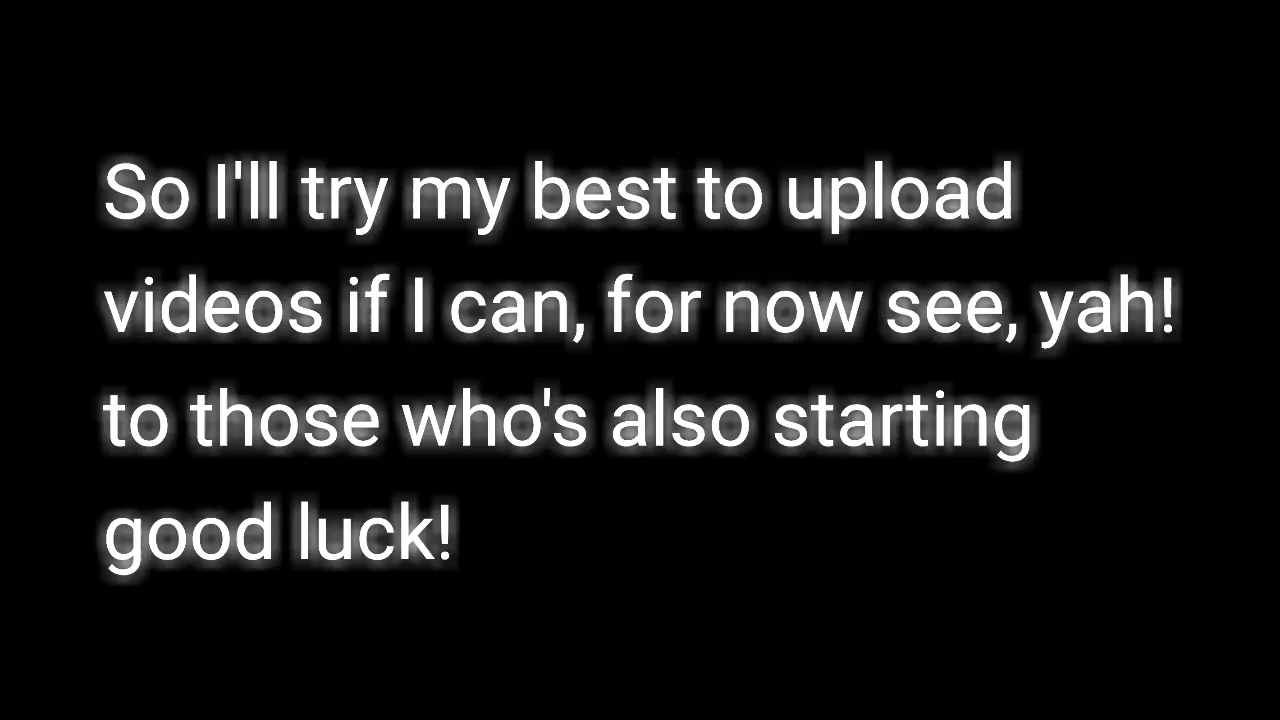 So I'll try my best to upload
videos if I can, for now see, yah!
to those who's also starting
good luck!